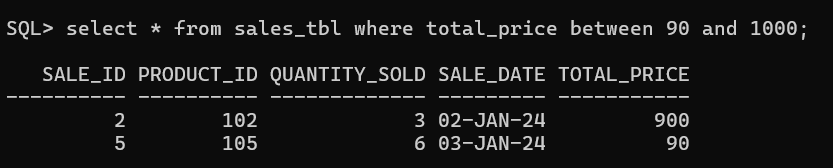 SQL> select * from sales_tbl where total_price between 90 and 1000;
   SALE_ID PRODUCT_ID QUANTITY_SOLD SALE_DATE TOTAL_PRICE
---------- ---------- ------------- --------- -----------
         2        102             3 02-JAN-24         900
         5        105             6 03-JAN-24          90